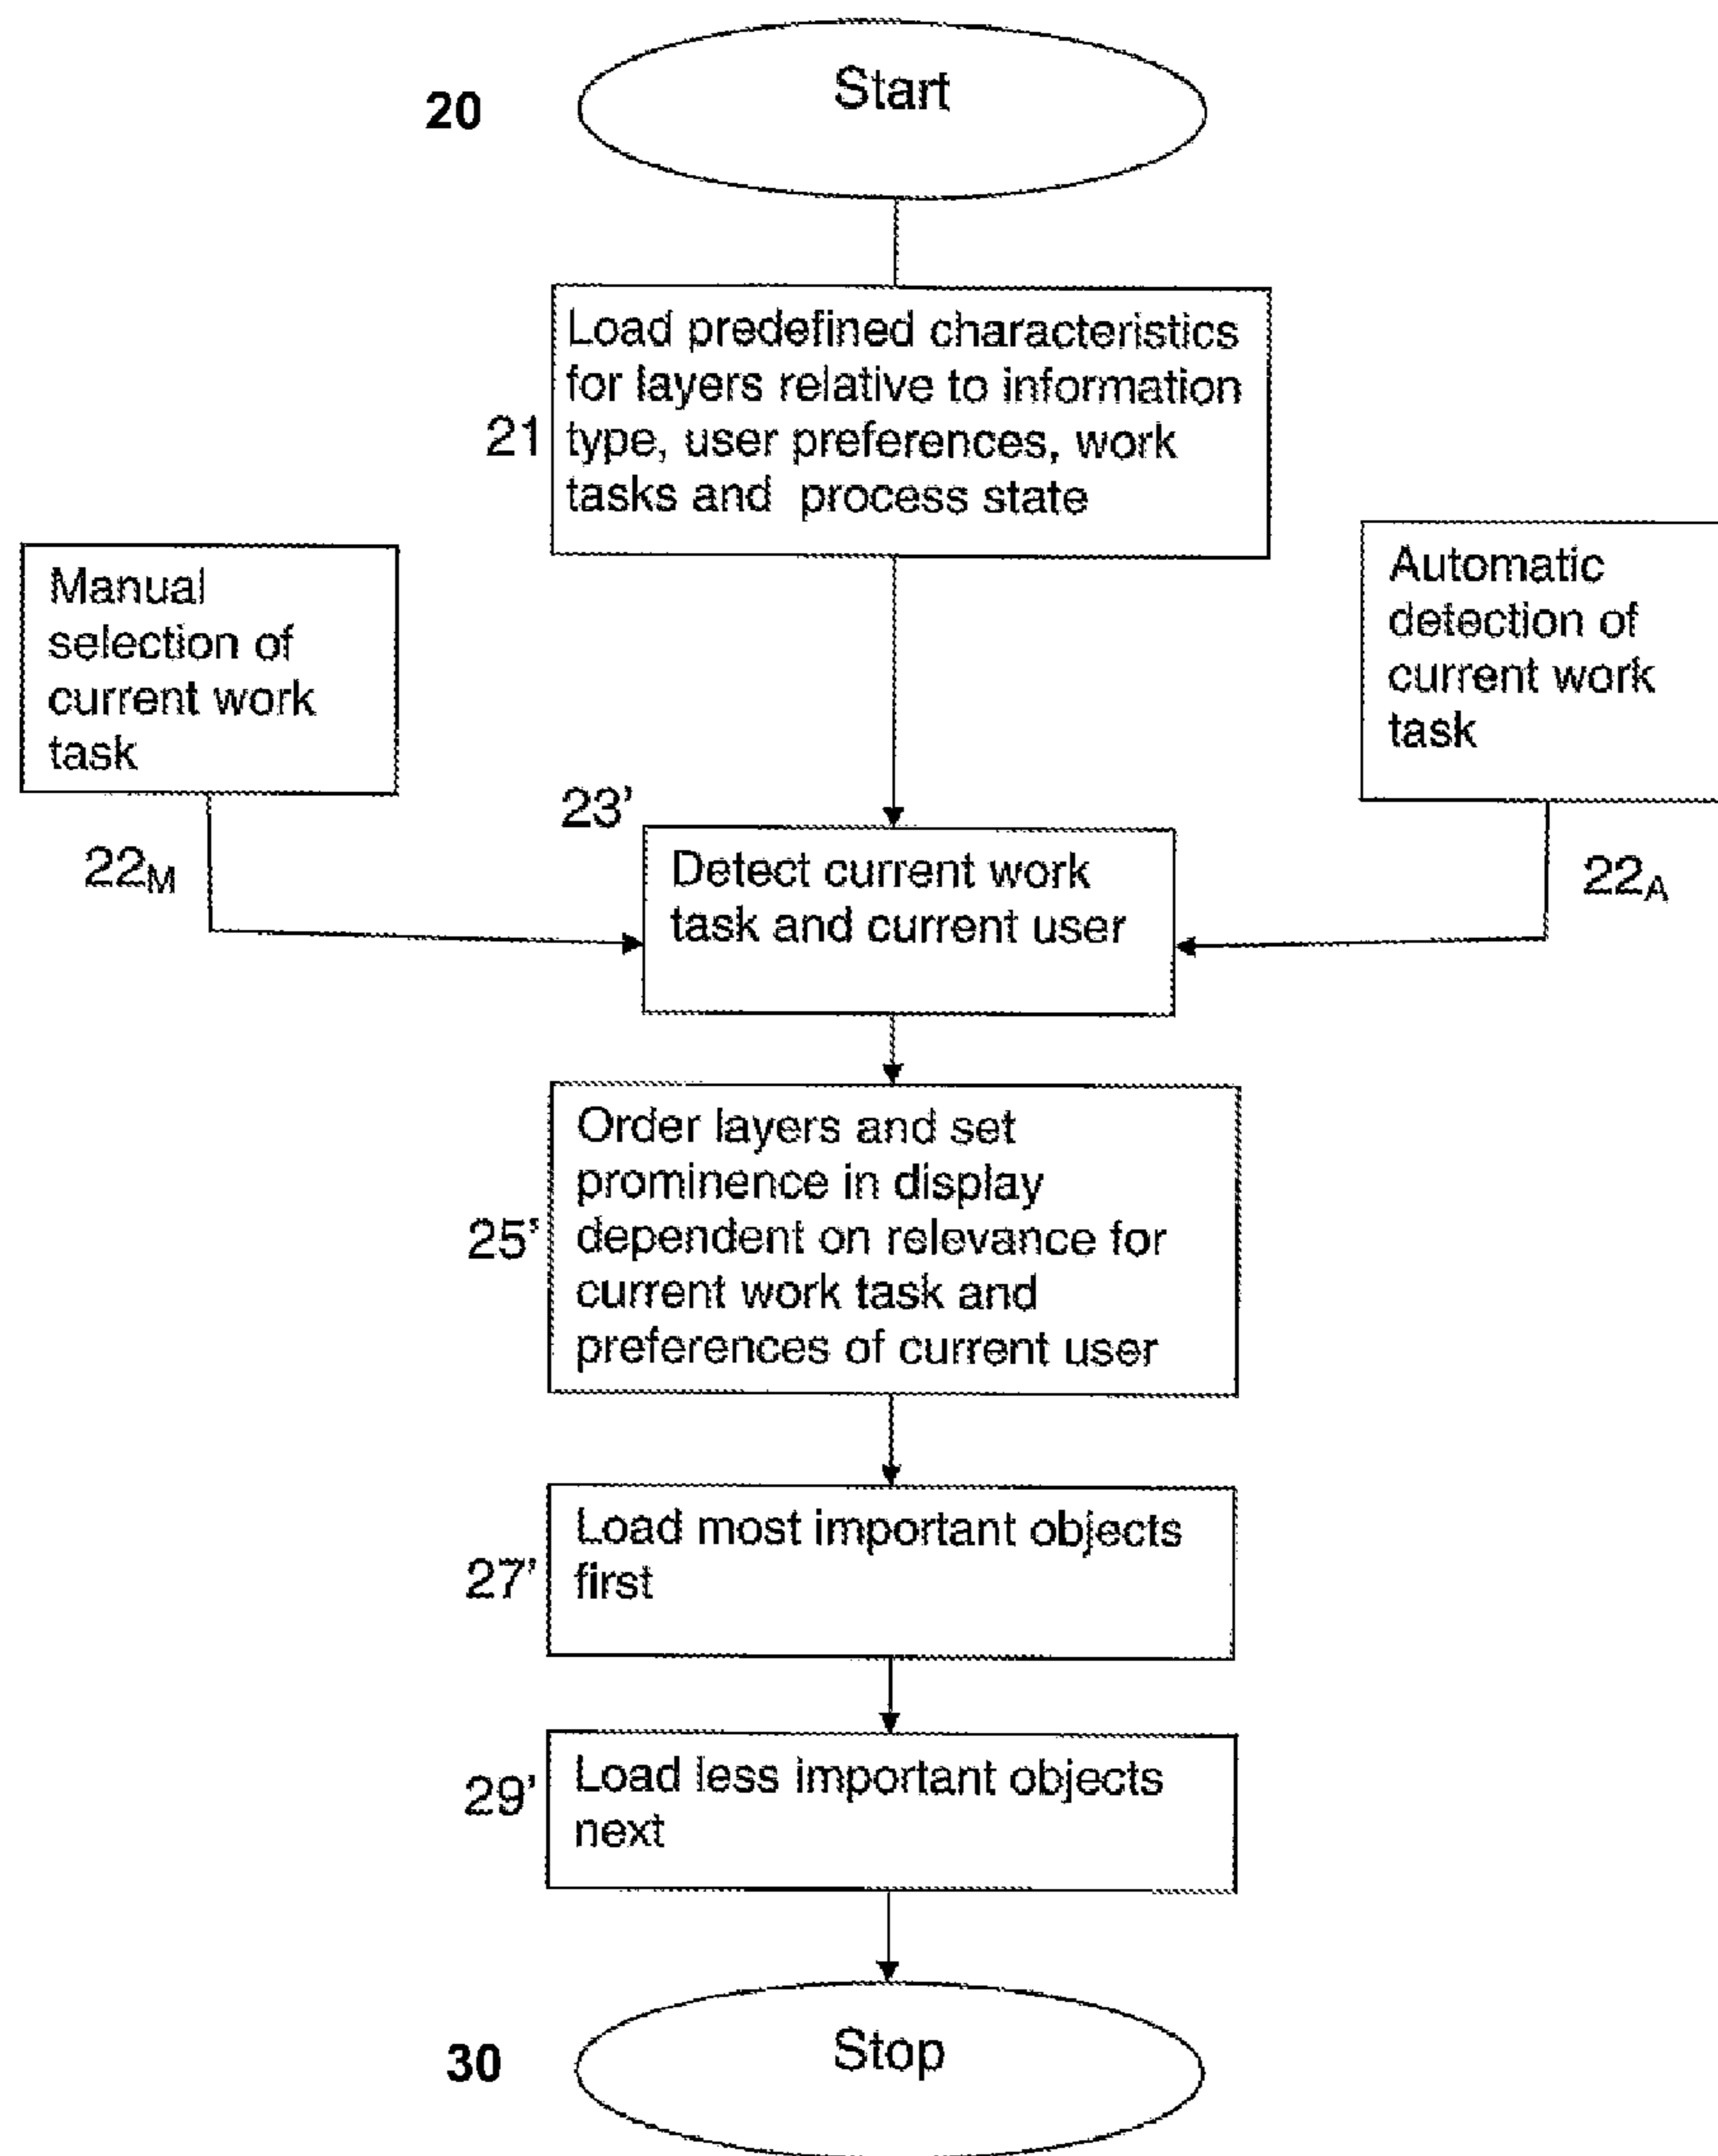 20
Start
Load predefined characteristics
for layers relative to information
21
type, user preferences, work
tasks and process state
Manual
selection of
current work
task
Automatic
detection of
current work
task
22M
22A
23'
Detect current work
task and current user
Order layers and set
prominence in display
25'
dependent on relevance for
current work task and
preferences of current user
Load most important objects
27'
first
29'
Load less important objects
next
30
Stop